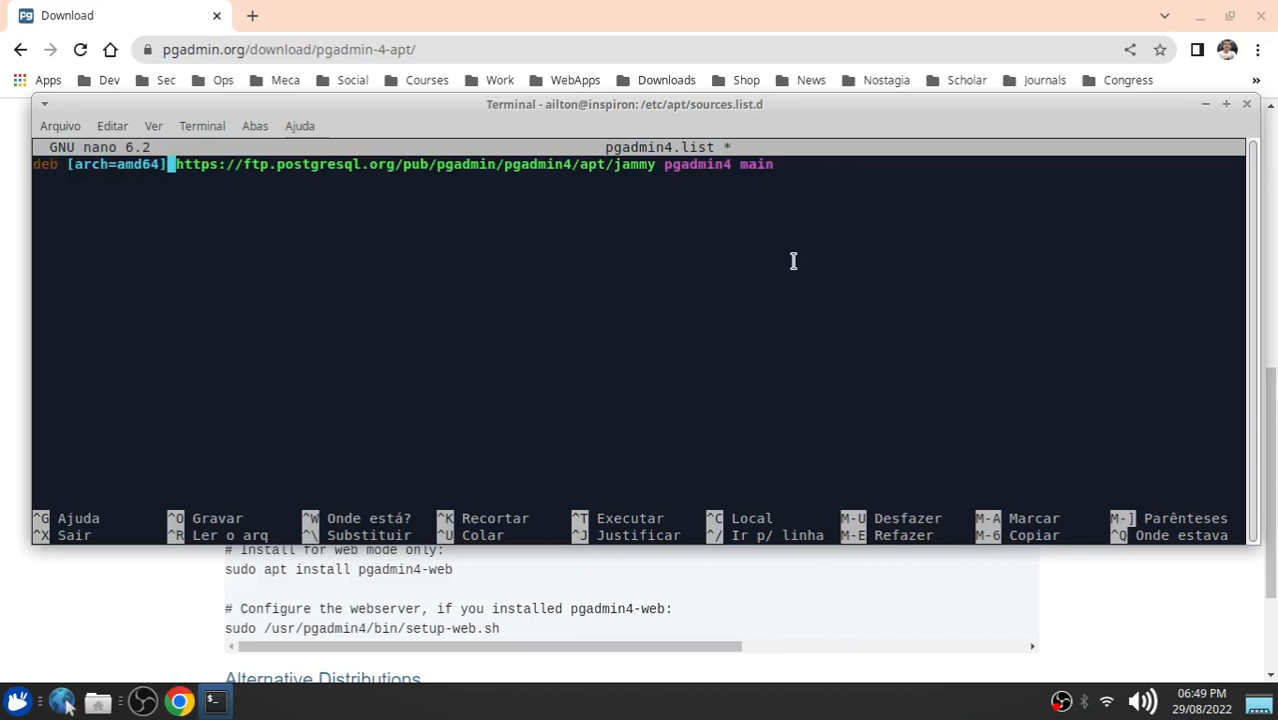 Download
pgadmin.org/download/pgadmin-4-apt/
Apps Dev Sec Ops Meca Social Courses Work WebApps Downloads Shop News Nostagia Scholar Journals Congress »
Terminal - ailton@inspiron: /etc/apt/sources.list.d
Arquivo Editar Ver Terminal Abas Ajuda
GNU nano 6.2 pgadmin4.list *
deb [arch=amd64] https://ftp.postgresql.org/pub/pgadmin/pgadmin4/apt/jammy pgadmin4 main
^G Ajuda ^O Gravar ^W Onde está? ^K Recortar ^T Executar ^C Local M-U Desfazer M-A Marcar M-] Parênteses
^X Sair ^R Ler o arq ^\ Substituir ^U Colar ^J Justificar ^/ Ir p/ linha M-E Refazer M-6 Copiar ^Q Onde estava
# Install for web mode only:
sudo apt install pgadmin4-web
# Configure the webserver, if you installed pgadmin4-web:
sudo /usr/pgadmin4/bin/setup-web.sh
Alternative Distributions
06:49 PM
29/08/2022